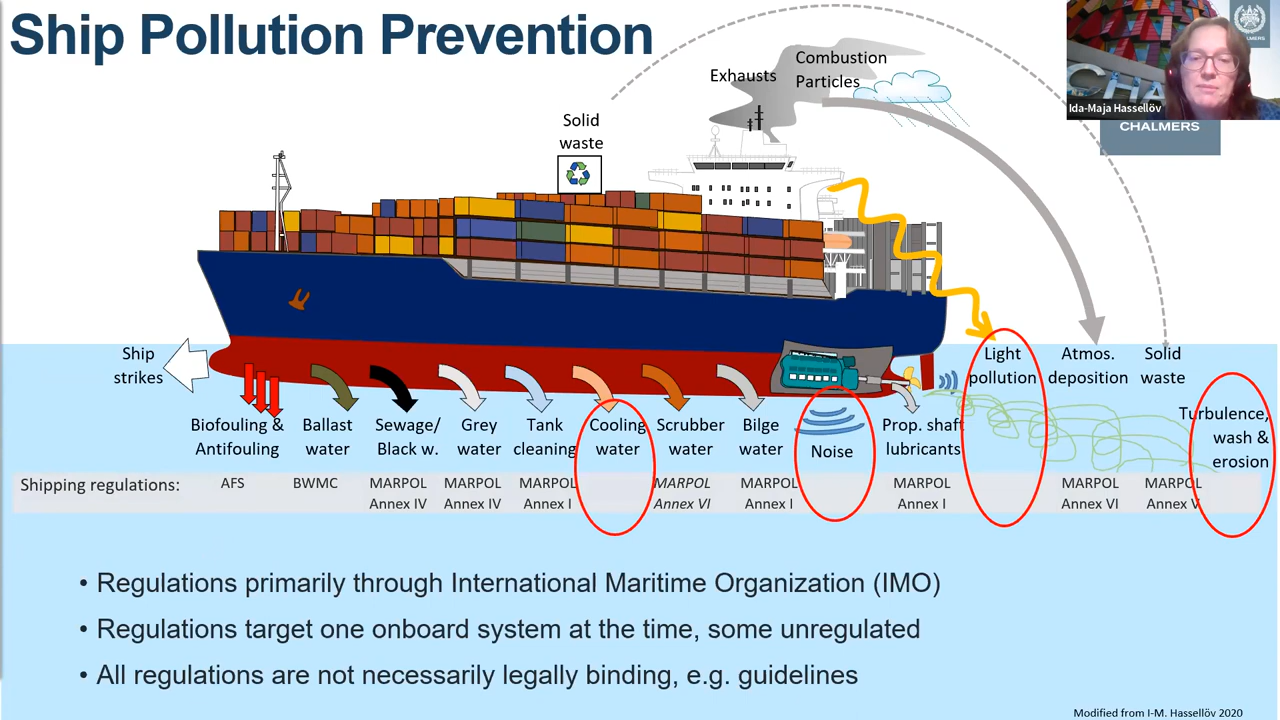 Ship Pollution Prevention
Exhausts
Combustion
Particles
Solid
waste
Ida-Maja Hassellöv
CHALMERS
Ship
strikes
Light
pollution
Atmos.
deposition
Solid
waste
Biofouling &
Antifouling
Ballast
water
Sewage/
Black w.
Grey
water
Tank
cleaning
Cooling
water
Scrubber
water
Bilge
water
Noise
Prop. shaft
lubricants
Turbulence,
wash &
erosion
Shipping regulations:
AFS
BWMC
MARPOL
Annex IV
MARPOL
Annex IV
MARPOL
Annex I
MARPOL
Annex VI
MARPOL
Annex I
MARPOL
Annex I
MARPOL
Annex VI
MARPOL
Annex V
• Regulations primarily through International Maritime Organization (IMO)
• Regulations target one onboard system at the time, some unregulated
• All regulations are not necessarily legally binding, e.g. guidelines
Modified from I-M. Hassellöv 2020